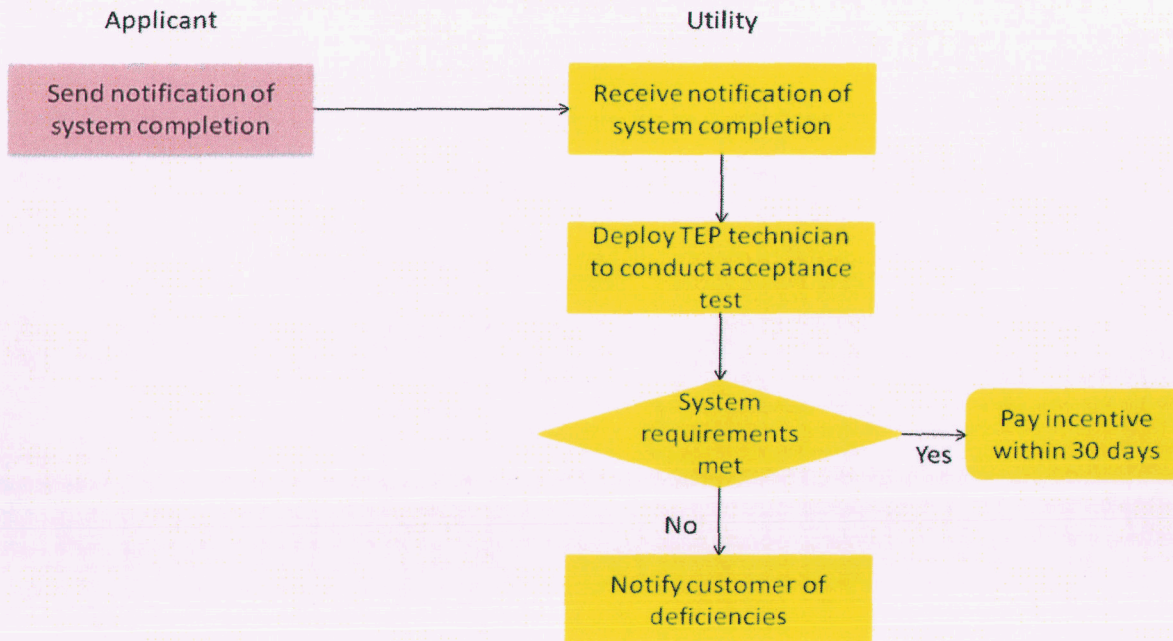 Applicant
Utility
Send notification of
system completion
Receive notification of
system completion
Deploy TEP technician
to conduct acceptance
test
System
requirements
met
Yes
Pay incentive
within 30 days
No
Notify customer of
deficiencies